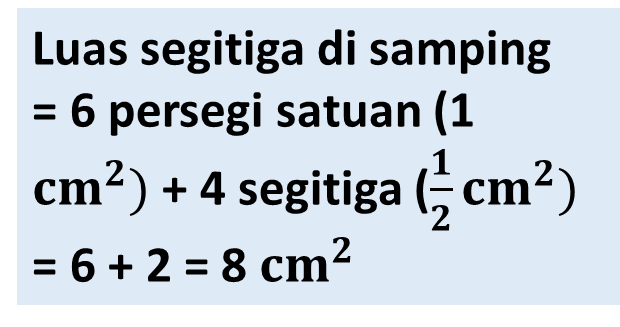 Luas segitiga di samping
= 6 persegi satuan (1
cm²) + 4 segitiga (½ cm²)
= 6 + 2 = 8 cm²